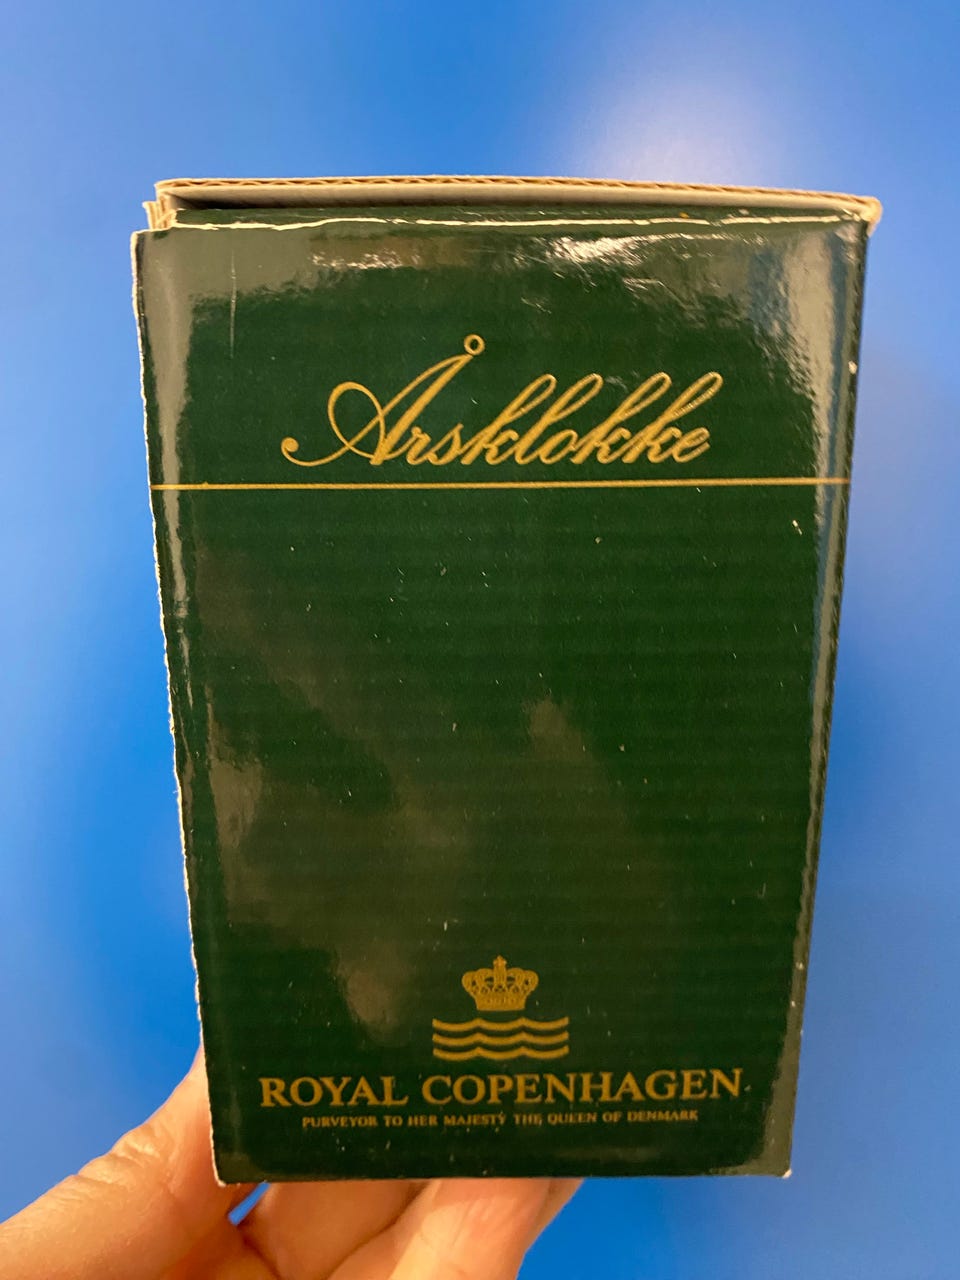 Årsklokke
ROYAL COPENHAGEN
PURVEYOR TO HER MAJESTY THE QUEEN OF DENMARK